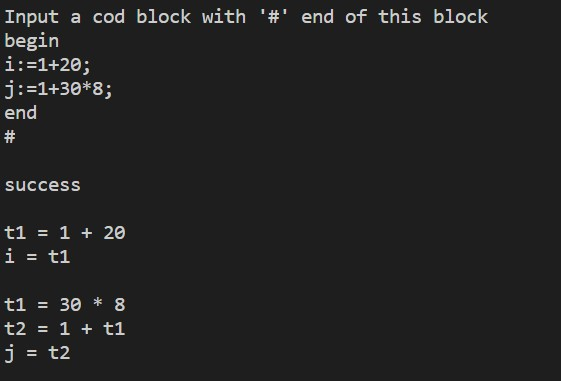 Input a cod block with '#' end of this block
begin
i:=1+20;
j:=1+30*8;
end
#
success
t1 = 1 + 20
i = t1
t1 = 30 * 8
t2 = 1 + t1
j = t2